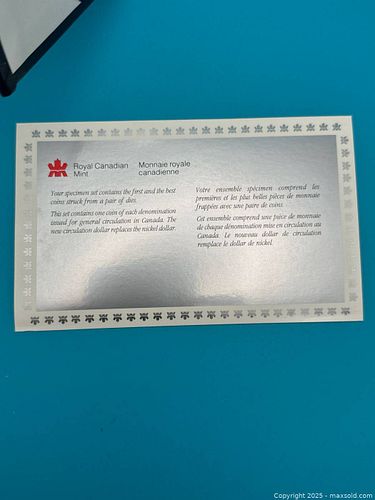 Royal Canadian
Mint
Monnaie royale
canadienne
Your specimen set contains the first and the best
coins struck from a pair of dies.
This set contains one coin of each denomination
issued for general circulation in Canada. The
new circulation dollar replaces the nickel dollar.
Votre ensemble spécimen comprend les
premières et les plus belles pièces de monnaie
frappées avec une paire de coins.
Cet ensemble comprend une pièce de monnaie
de chaque dénomination mise en circulation au
Canada. Le nouveau dollar de circulation
remplace le dollar de nickel.
Copyright 2025 - maxsold.com